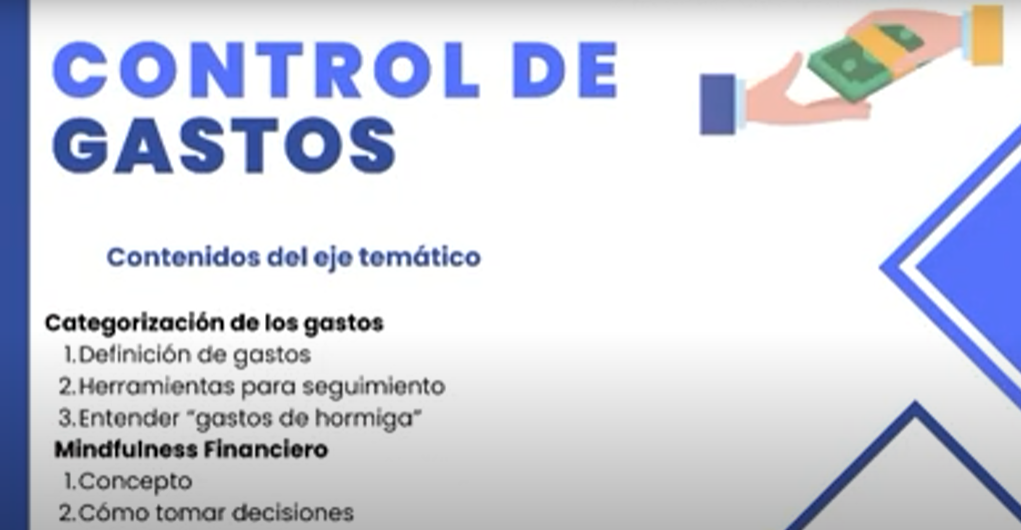 CONTROL DE
GASTOS
Contenidos del eje temático
Categorización de los gastos
1.Definición de gastos
2.Herramientas para seguimiento
3.Entender “gastos de hormiga”
Mindfulness Financiero
1.Concepto
2.Cómo tomar decisiones